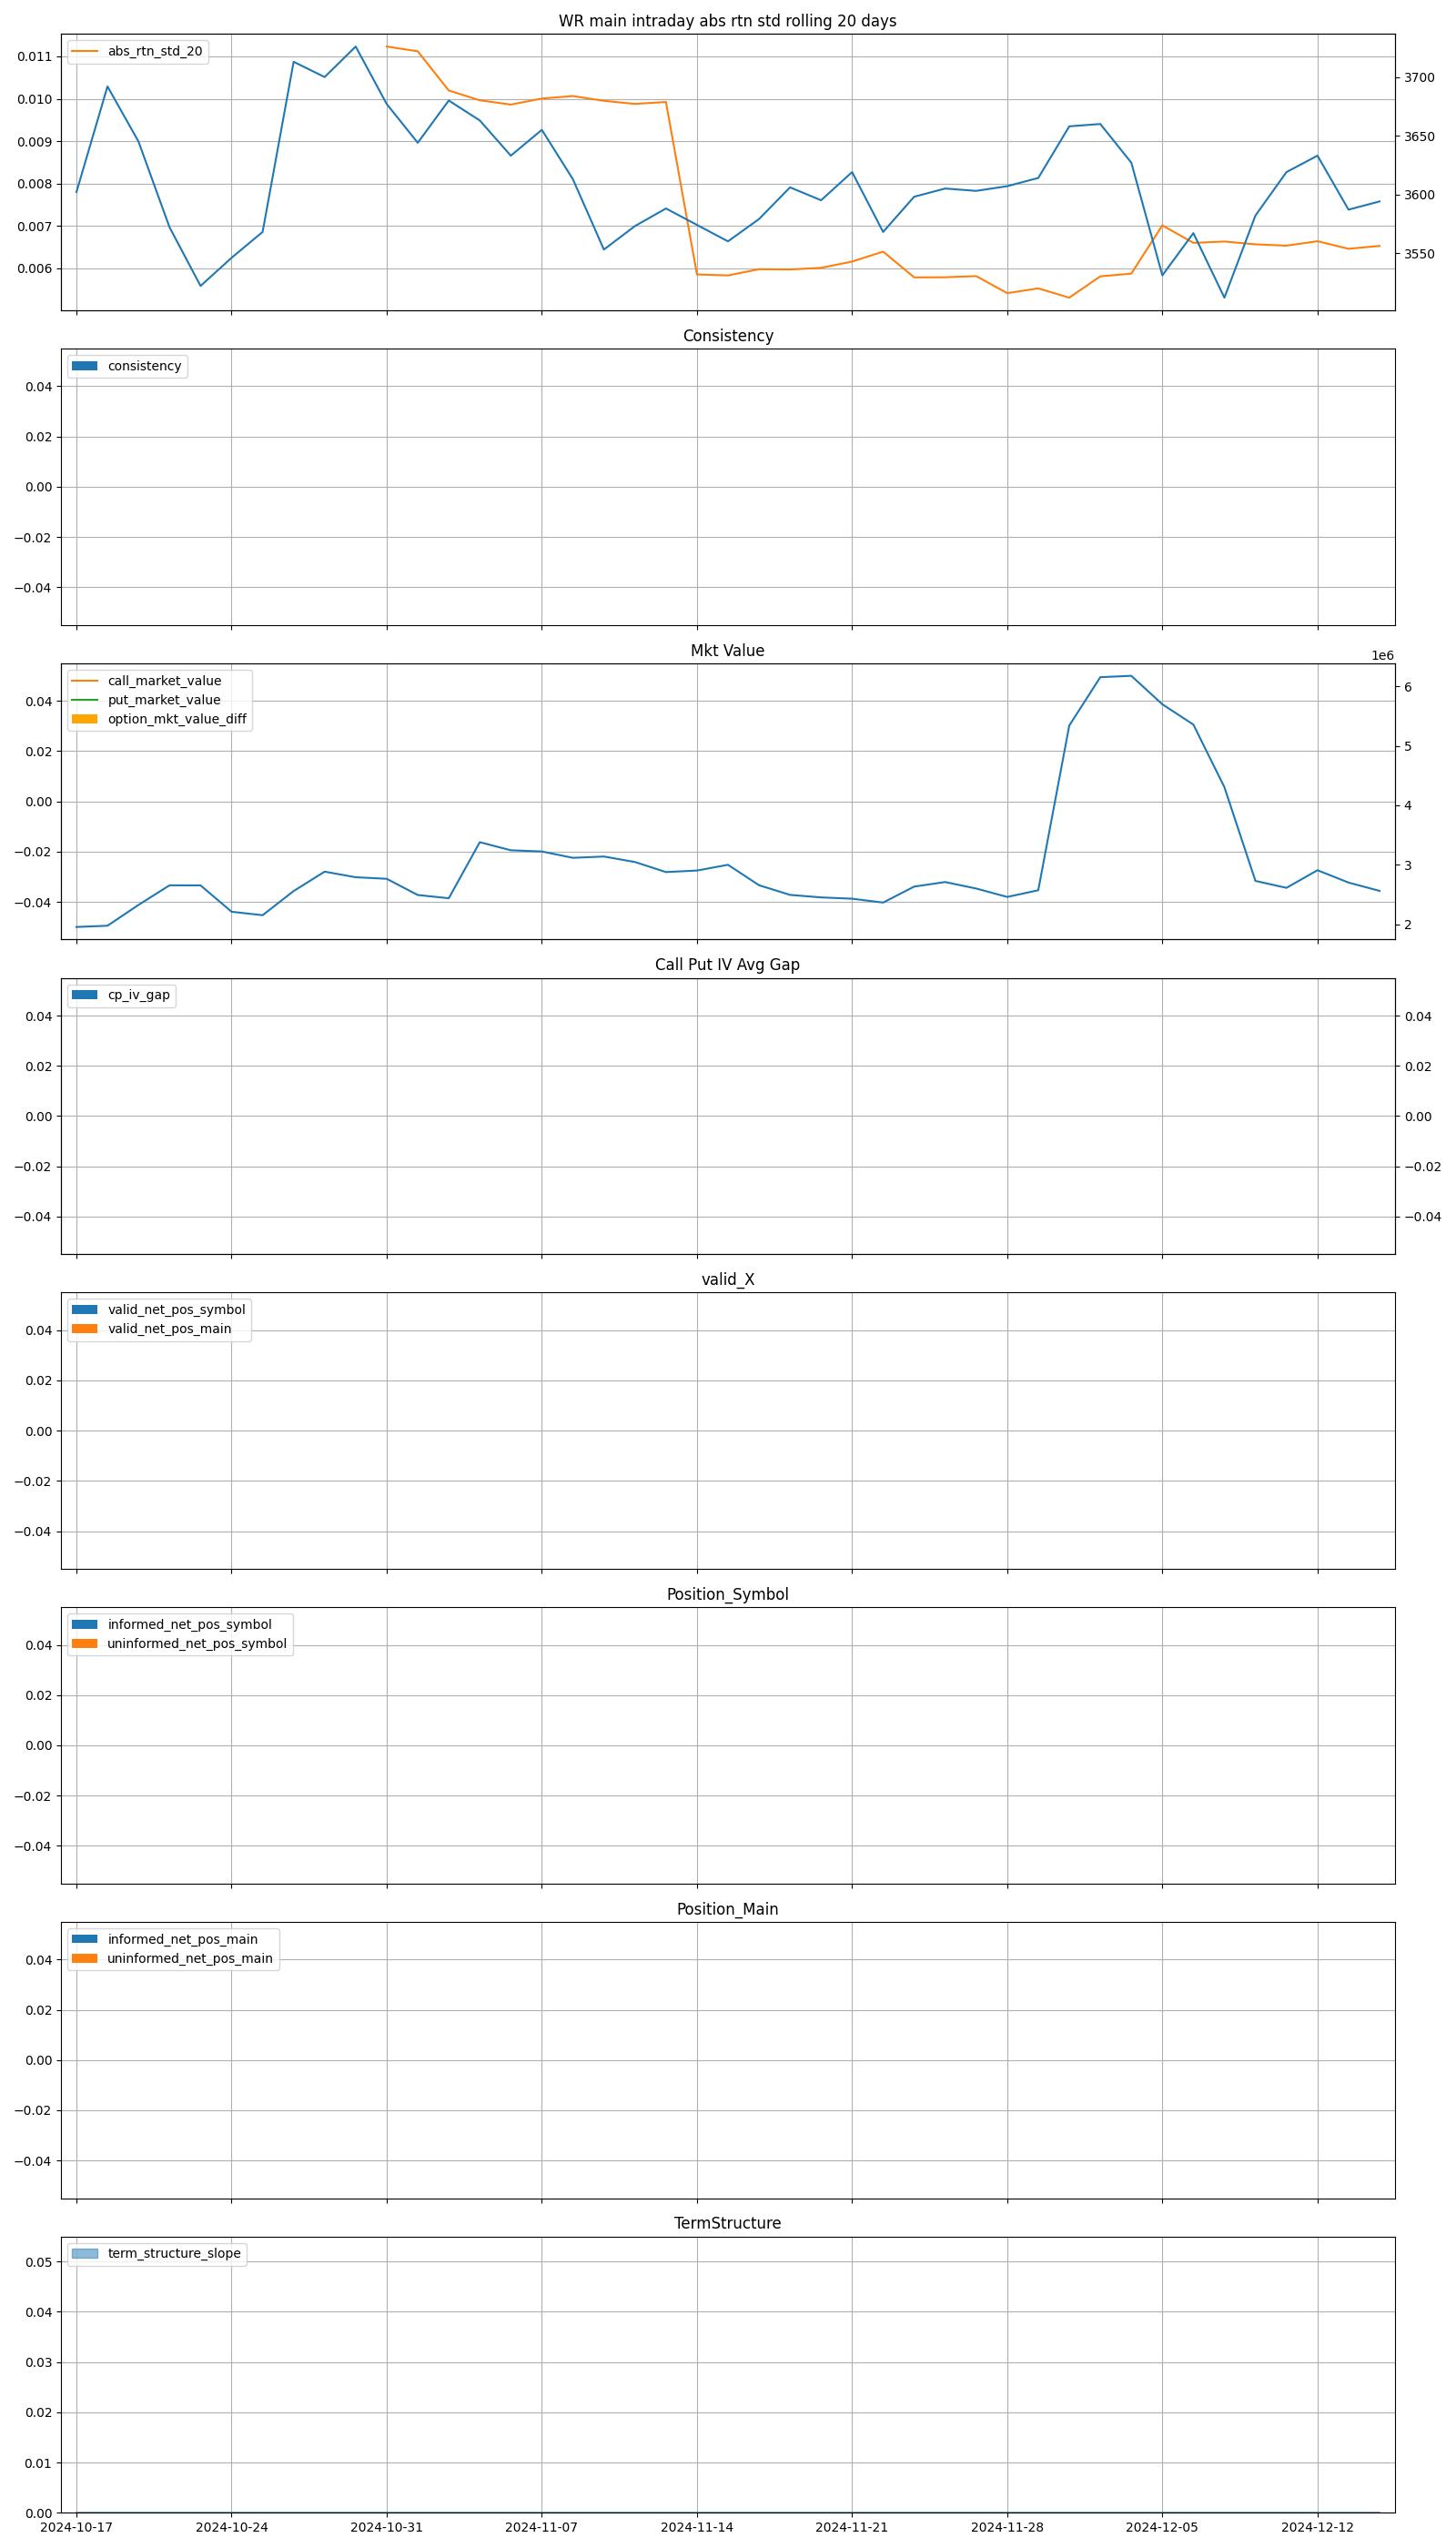 WR main intraday abs rtn std rolling 20 days
abs_rtn_std_20
0.011
0.010
0.009
0.008
0.007
0.006
3700
3650
3600
3550
Consistency
consistency
0.04
0.02
0.00
−0.02
−0.04
Mkt Value
1e6
call_market_value
put_market_value
option_mkt_value_diff
0.04
0.02
0.00
−0.02
−0.04
6
5
4
3
2
Call Put IV Avg Gap
cp_iv_gap
0.04
0.02
0.00
−0.02
−0.04
0.04
0.02
0.00
−0.02
−0.04
valid_X
valid_net_pos_symbol
valid_net_pos_main
0.04
0.02
0.00
−0.02
−0.04
Position_Symbol
informed_net_pos_symbol
uninformed_net_pos_symbol
0.04
0.02
0.00
−0.02
−0.04
Position_Main
informed_net_pos_main
uninformed_net_pos_main
0.04
0.02
0.00
−0.02
−0.04
TermStructure
term_structure_slope
0.05
0.04
0.03
0.02
0.01
0.00
2024-10-17 2024-10-24 2024-10-31 2024-11-07 2024-11-14 2024-11-21 2024-11-28 2024-12-05 2024-12-12